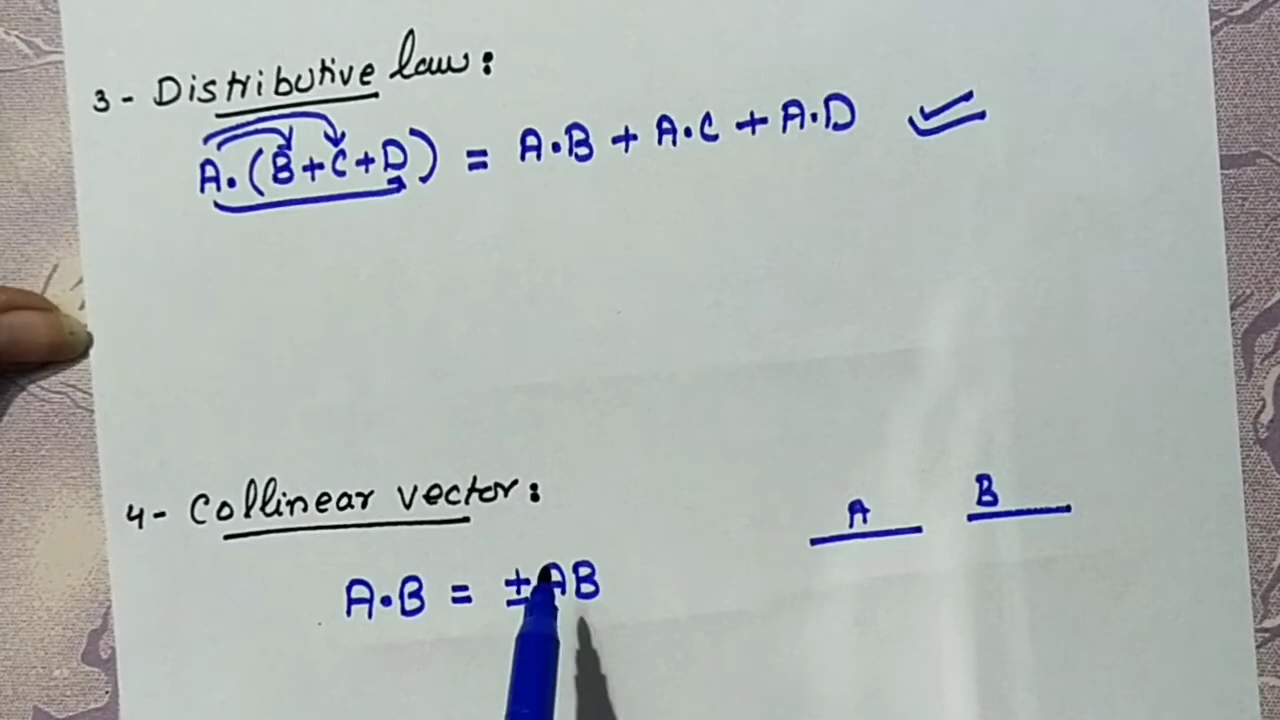 3 - Distributive law:
A.(B+C+D) = A.B + A.C + A.D
4 - Collinear vector:
A B
A.B = ±AB